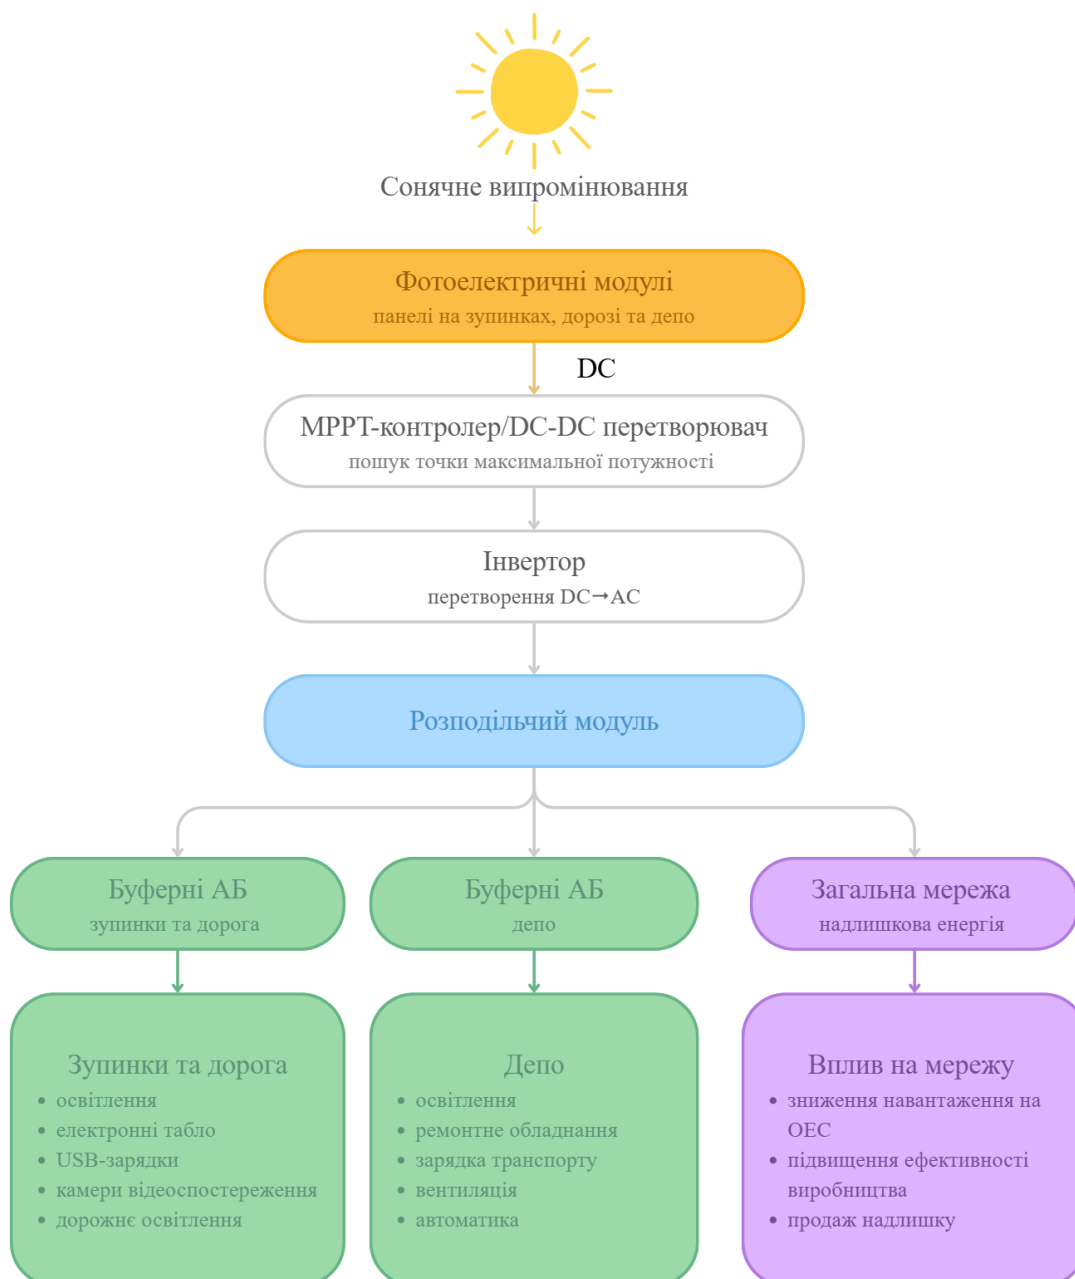 Сонячне випромінювання
Фотоелектричні модулі
панелі на зупинках, дорозі та депо
DC
МРРТ-контролер/DC-DC перетворювач
пошук точки максимальної потужності
Інвертор
перетворення DC→AC
Розподільчий модуль
Буферні АБ
зупинки та дорога
Буферні АБ
депо
Загальна мережа
надлишкова енергія
Зупинки та дорога
• освітлення
• електронні табло
• USB-зарядки
• камери відеоспостереження
• дорожнє освітлення
Депо
• освітлення
• ремонтне обладнання
• зарядка транспорту
• вентиляція
• автоматика
Вплив на мережу
• зниження навантаження на
ОЕС
• підвищення ефективності
виробництва
• продаж надлишку